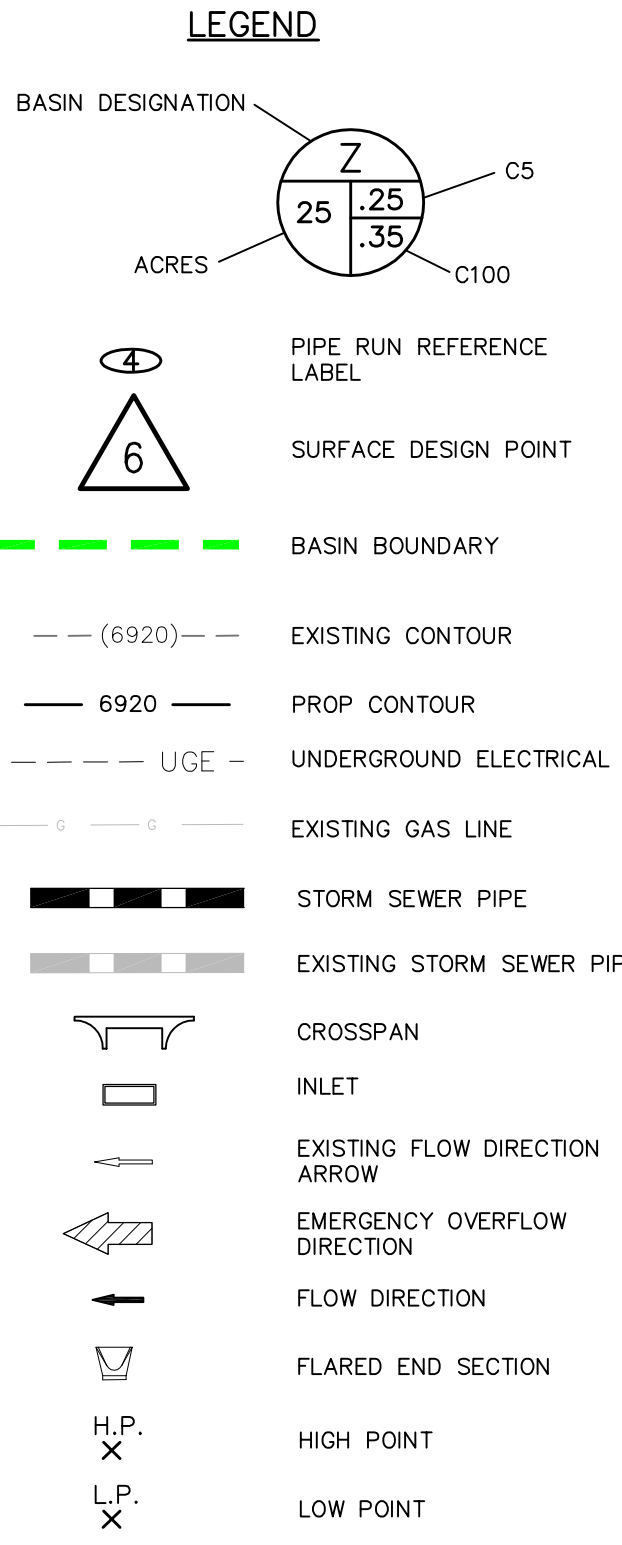 LEGEND
BASIN DESIGNATION
Z
C5
25
.25
.35
ACRES
C100
4
PIPE RUN REFERENCE
LABEL
6
SURFACE DESIGN POINT
BASIN BOUNDARY
(6920)
EXISTING CONTOUR
6920
PROP CONTOUR
UGE
UNDERGROUND ELECTRICAL
G G
EXISTING GAS LINE
STORM SEWER PIPE
EXISTING STORM SEWER PIP
CROSSPAN
INLET
EXISTING FLOW DIRECTION
ARROW
EMERGENCY OVERFLOW
DIRECTION
FLOW DIRECTION
FLARED END SECTION
H.P.
HIGH POINT
L.P.
LOW POINT